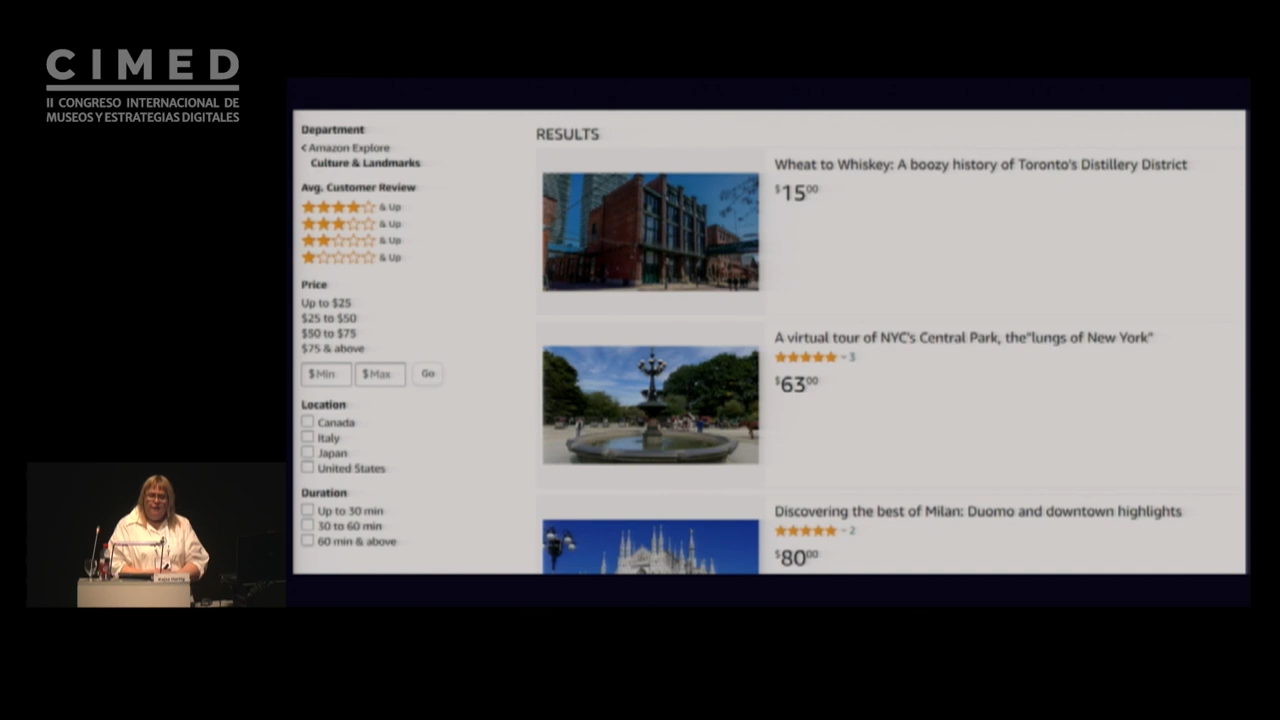 CIMED
II CONGRESO INTERNACIONAL DE
MUSEOS Y ESTRATEGIAS DIGITALES
Department
< Amazon Explore
Culture & Landmarks
Avg. Customer Review
& Up
& Up
& Up
& Up
Price
Up to $25
$25 to $50
$50 to $75
$75 & above
$ Min
$ Max
Go
Location
Canada
Italy
Japan
United States
Duration
Up to 30 min
30 to 60 min
60 min & above
RESULTS
Wheat to Whiskey: A boozy history of Toronto's Distillery District
$1500
A virtual tour of NYC's Central Park, the"lungs of New York"
~ 3
$6300
Discovering the best of Milan: Duomo and downtown highlights
~ 2
$8000